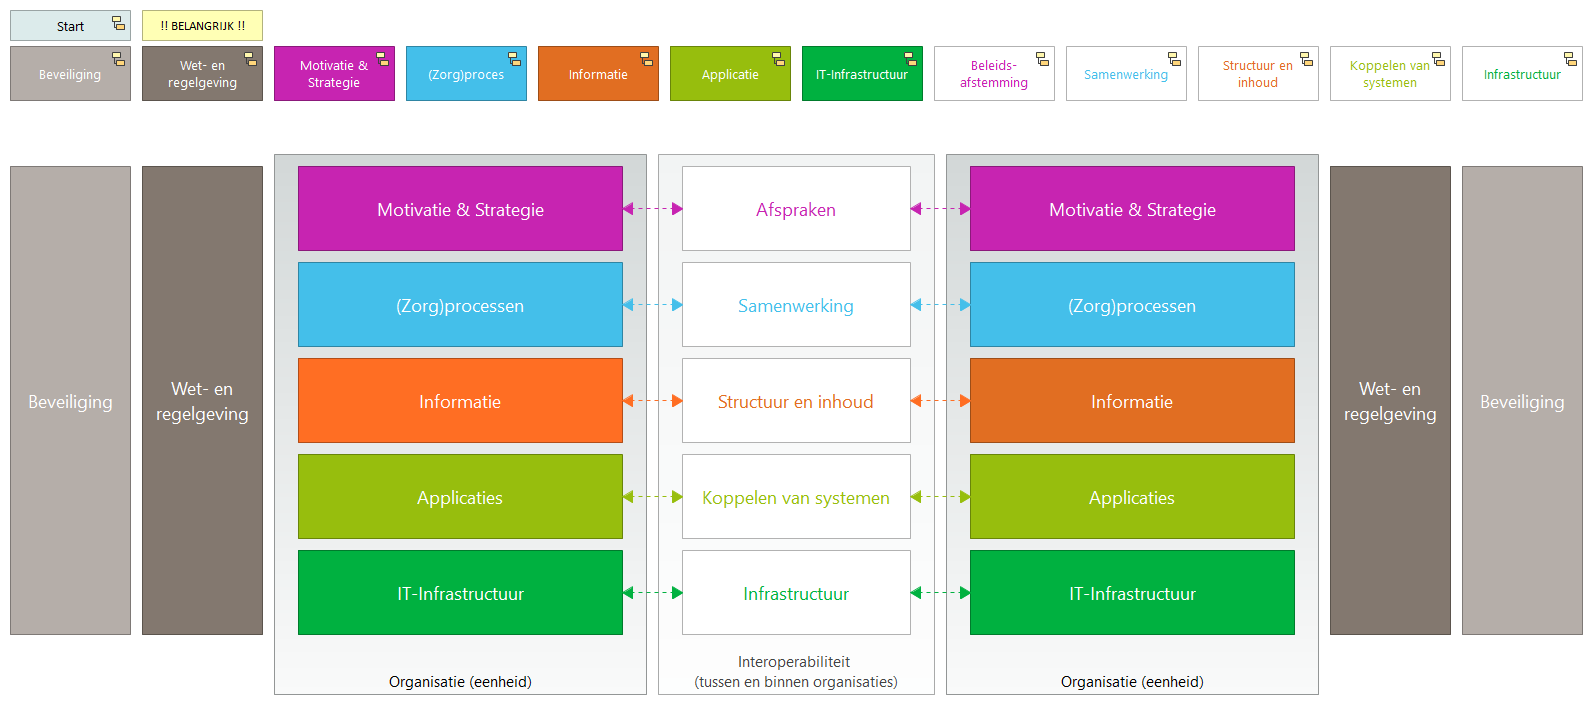 Start
!! BELANGRIJK !!
Beveiliging
Wet- en
regelgeving
Motivatie &
Strategie
(Zorg)proces
Informatie
Applicatie
IT-Infrastructuur
Beleids-
afstemming
Samenwerking
Structuur en
inhoud
Koppelen van
systemen
Infrastructuur
Beveiliging
Wet- en
regelgeving
Motivatie & Strategie
Afspraken
Motivatie & Strategie
(Zorg)processen
Samenwerking
(Zorg)processen
Informatie
Structuur en inhoud
Informatie
Applicaties
Koppelen van systemen
Applicaties
IT-Infrastructuur
Infrastructuur
IT-Infrastructuur
Organisatie (eenheid)
Interoperabiliteit
(tussen en binnen organisaties)
Organisatie (eenheid)
Wet- en
regelgeving
Beveiliging